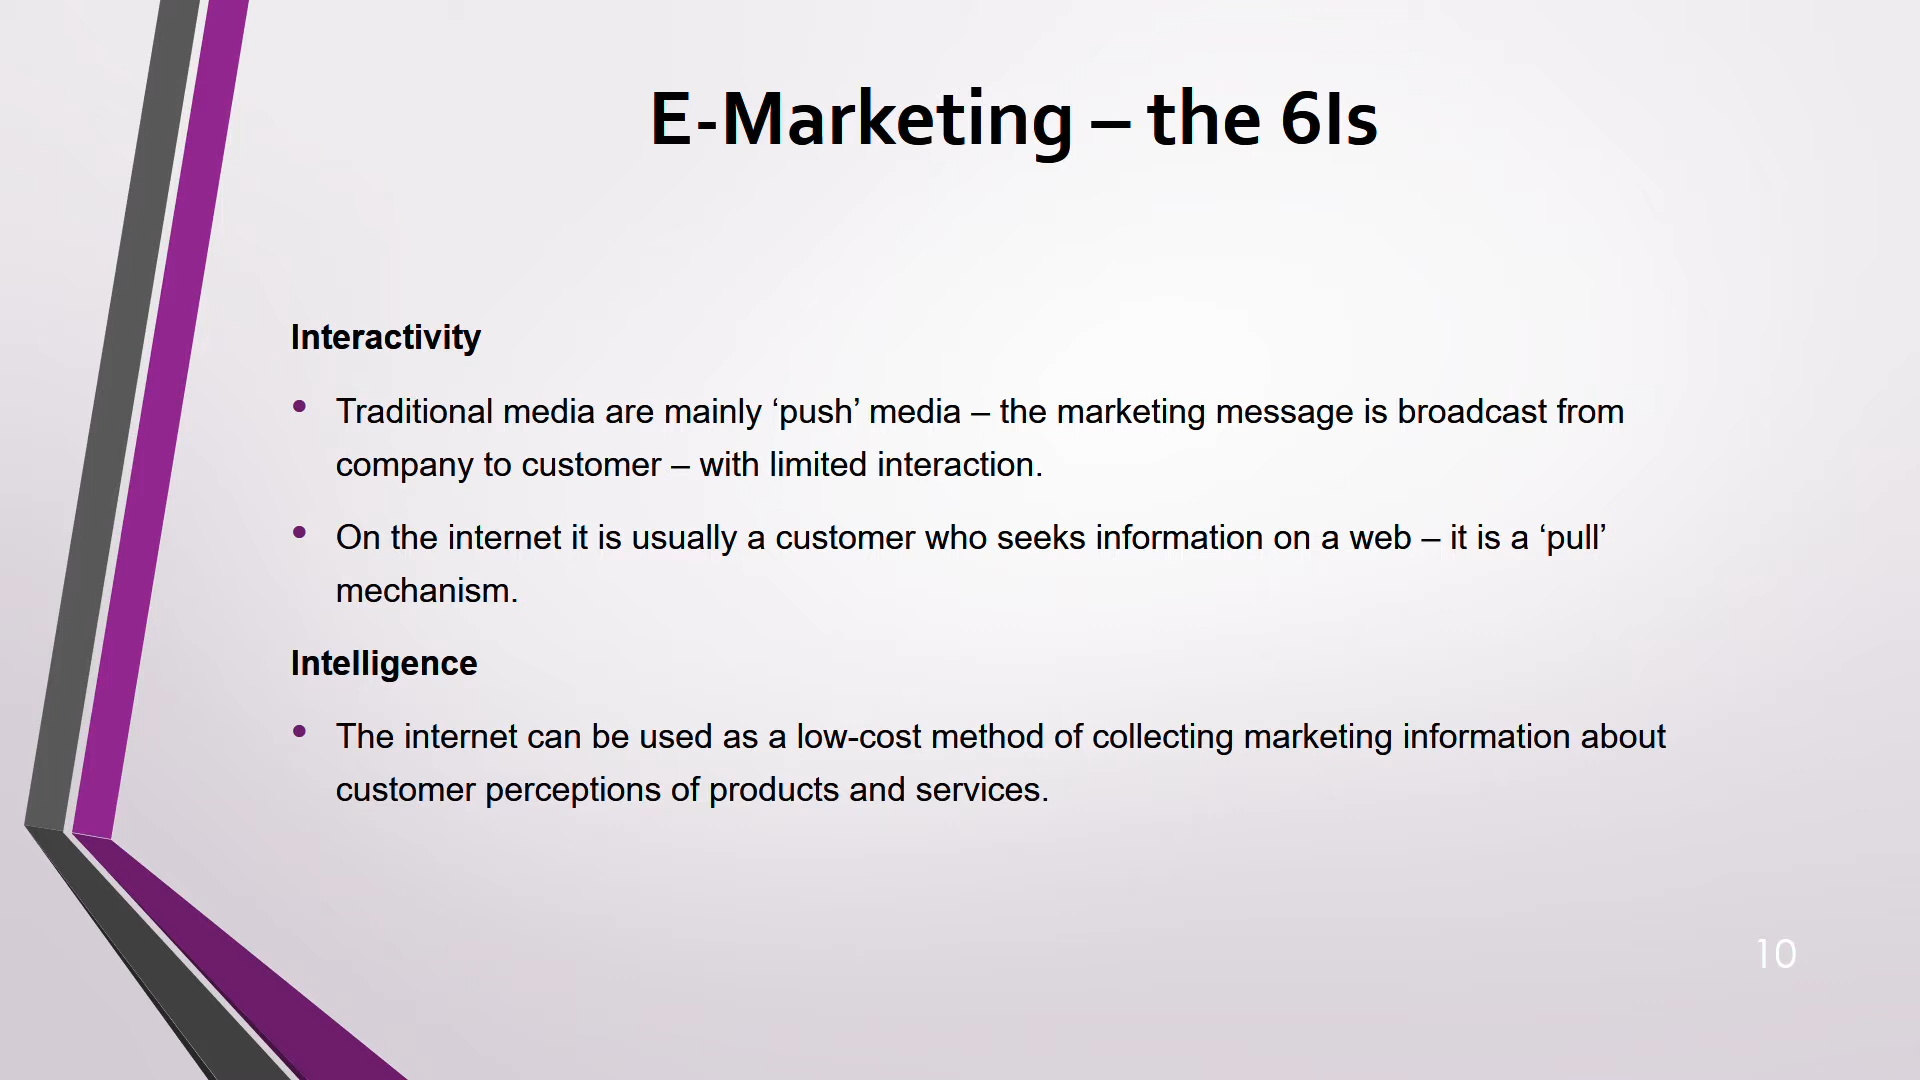 E-Marketing – the 6Is
Interactivity
• Traditional media are mainly ‘push’ media – the marketing message is broadcast from
company to customer – with limited interaction.
• On the internet it is usually a customer who seeks information on a web – it is a ‘pull’
mechanism.
Intelligence
• The internet can be used as a low-cost method of collecting marketing information about
customer perceptions of products and services.
10